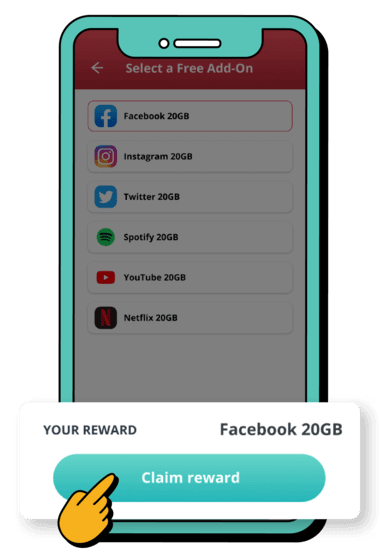 Select a Free Add-On
Facebook 20GB
Instagram 20GB
Twitter 20GB
Spotify 20GB
YouTube 20GB
Netflix 20GB
YOUR REWARD Facebook 20GB
Claim reward